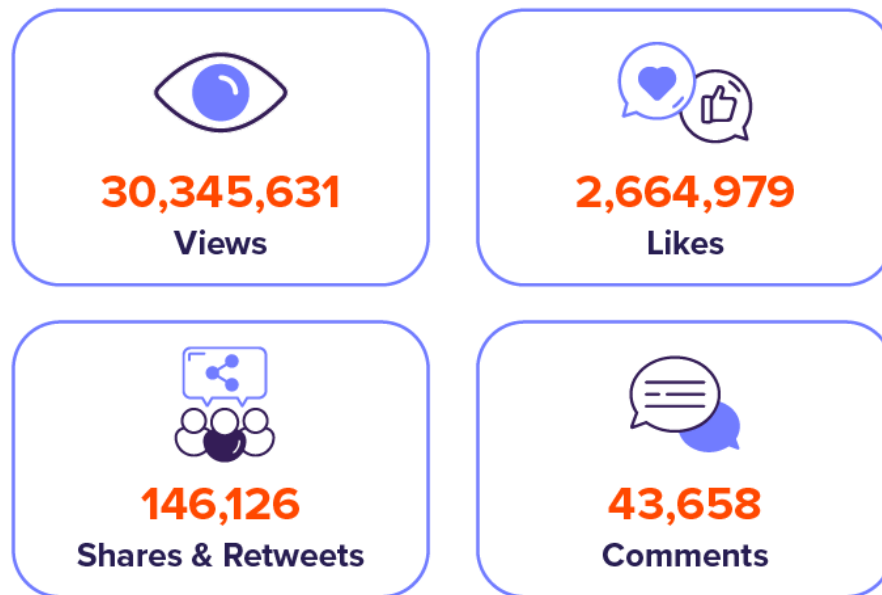 30,345,631
Views
2,664,979
Likes
146,126
Shares & Retweets
43,658
Comments